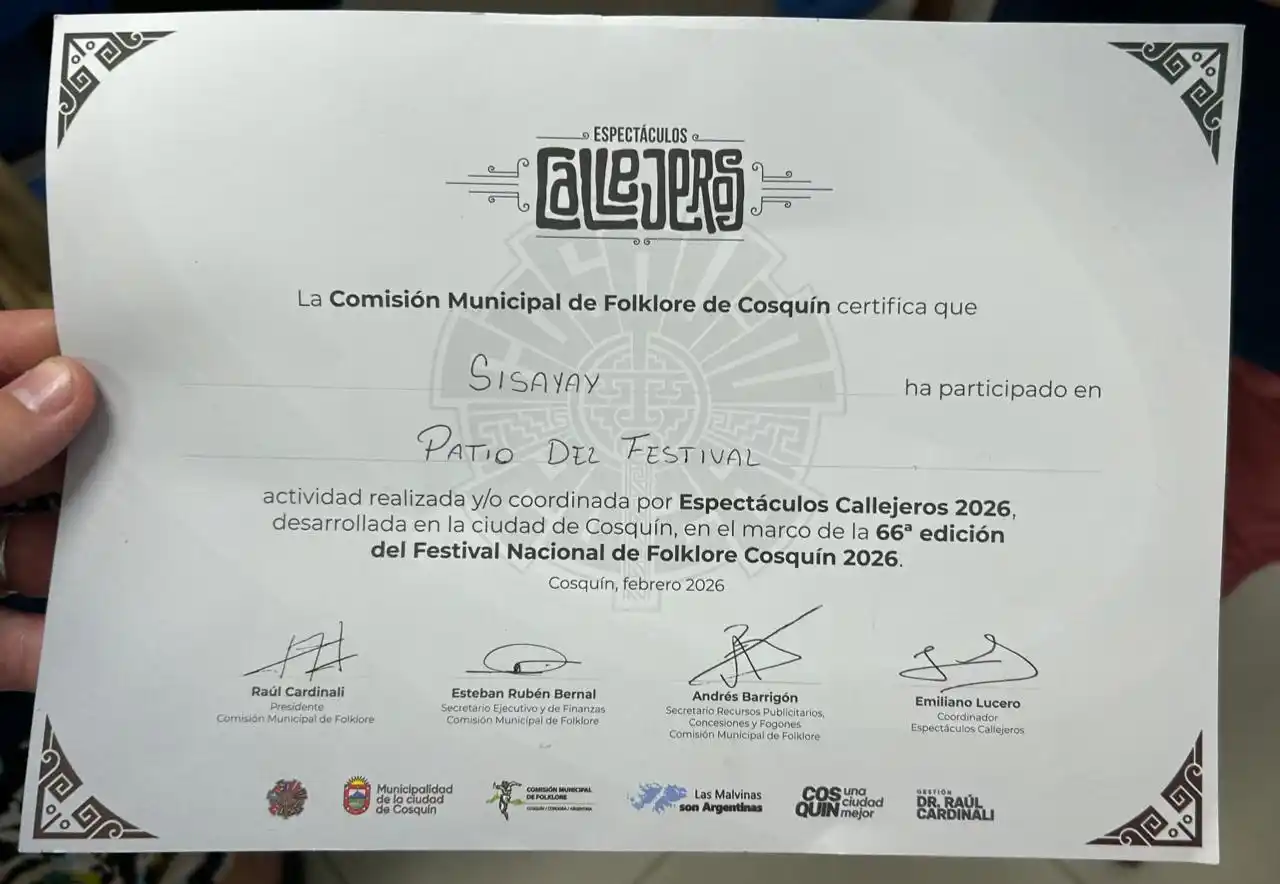 ESPECTÁCULOS
CALLEJEROS
La Comisión Municipal de Folklore de Cosquín certifica que
SISAYAY ha participado en
PATIO DEL FESTIVAL
actividad realizada y/o coordinada por Espectáculos Callejeros 2026,
desarrollada en la ciudad de Cosquín, en el marco de la 66ª edición
del Festival Nacional de Folklore Cosquín 2026.
Cosquín, febrero 2026
Raúl Cardinali
Presidente
Comisión Municipal de Folklore
Esteban Rubén Bernal
Secretario Ejecutivo y de Finanzas
Comisión Municipal de Folklore
Andrés Barrigón
Secretario Recursos Publicitarios,
Concesiones y Fogones
Comisión Municipal de Folklore
Emiliano Lucero
Coordinador
Espectáculos Callejeros
Municipalidad
de la ciudad
de Cosquín
COMISIÓN MUNICIPAL
DE FOLKLORE
COSQUÍN / CÓRDOBA / ARGENTINA
Las Malvinas
son Argentinas
COSQUÍN una ciudad mejor
GESTIÓN
DR. RAÚL
CARDINALI